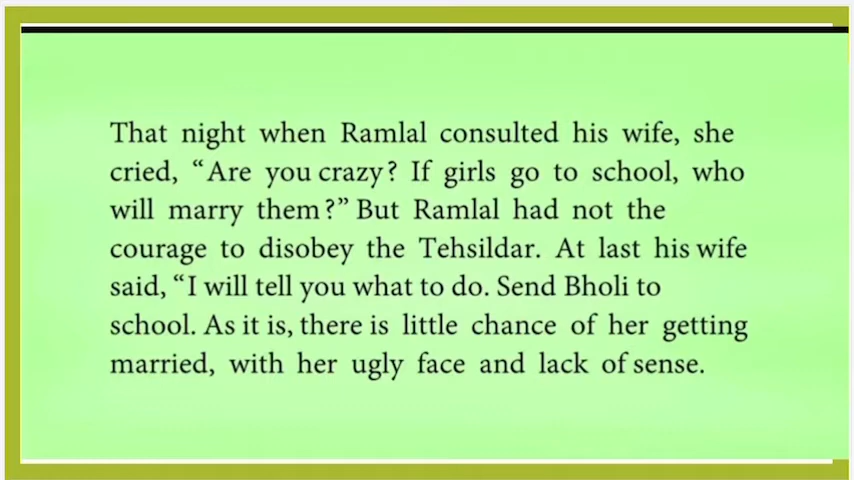 That night when Ramlal consulted his wife, she
cried, “Are you crazy? If girls go to school, who
will marry them?” But Ramlal had not the
courage to disobey the Tehsildar. At last his wife
said, “I will tell you what to do. Send Bholi to
school. As it is, there is little chance of her getting
married, with her ugly face and lack of sense.